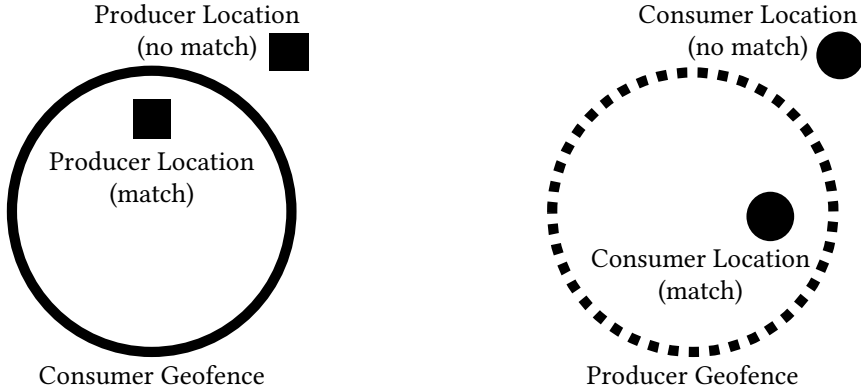 Producer Location
(no match)
Producer Location
(match)
Consumer Geofence
Consumer Location
(no match)
Consumer Location
(match)
Producer Geofence